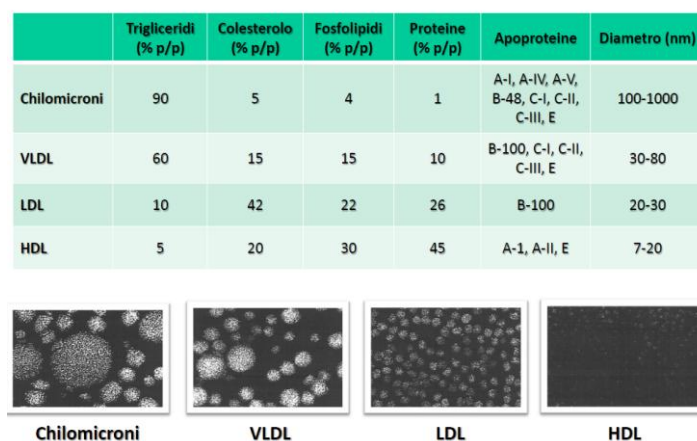 Trigliceridi (% p/p) Colesterolo (% p/p) Fosfolipidi (% p/p) Proteine (% p/p) Apoproteine Diametro (nm)
Chilomicroni 90 5 4 1 A-I, A-IV, A-V, B-48, C-I, C-II, C-III, E 100-1000
VLDL 60 15 15 10 B-100, C-I, C-II, C-III, E 30-80
LDL 10 42 22 26 B-100 20-30
HDL 5 20 30 45 A-1, A-II, E 7-20
Chilomicroni VLDL LDL HDL